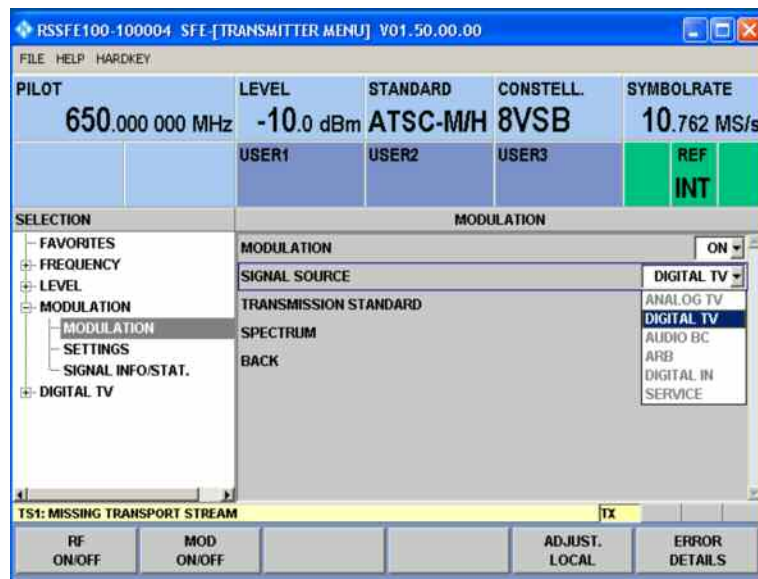 RSSFE100-100004 SFE-[TRANSMITTER MENU] V01.50.00.00
FILE HELP HARDKEY
PILOT LEVEL STANDARD CONSTELL. SYMBOLRATE
650.000 000 MHz -10.0 dBm ATSC-M/H 8VSB 10.762 MS/s
USER1 USER2 USER3 REF
INT
SELECTION MODULATION
FAVORITES
FREQUENCY
LEVEL
MODULATION
MODULATION
SETTINGS
SIGNAL INFO/STAT.
DIGITAL TV
MODULATION ON
SIGNAL SOURCE DIGITAL TV
TRANSMISSION STANDARD
SPECTRUM
BACK
ANALOG TV
DIGITAL TV
AUDIO BC
ARB
DIGITAL IN
SERVICE
TS1: MISSING TRANSPORT STREAM TX
RF ON/OFF
MOD ON/OFF
ADJUST. LOCAL
ERROR DETAILS